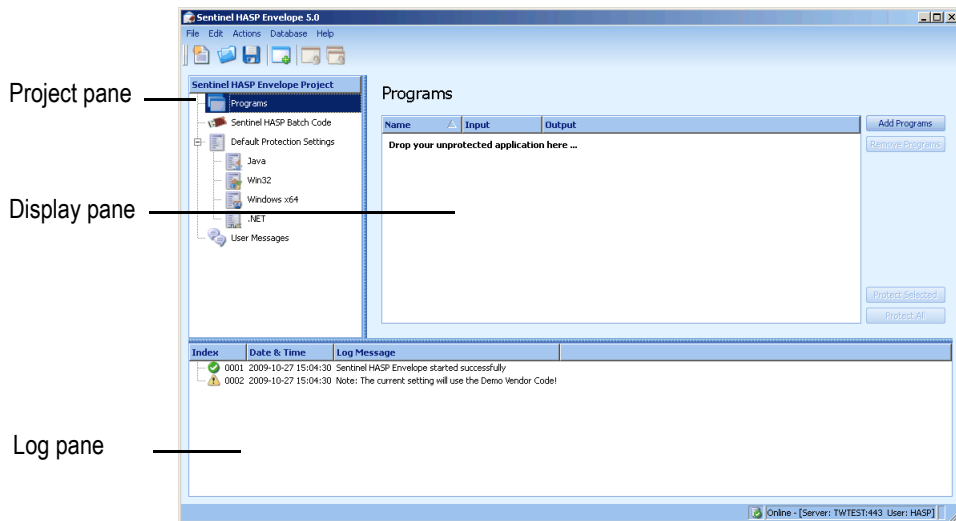 Sentinel HASP Envelope 5.0
File Edit Actions Database Help
Project pane
Sentinel HASP Envelope Project
Programs
Sentinel HASP Batch Code
Default Protection Settings
Java
Win32
Windows x64
.NET
User Messages
Programs
Name Input Output
Drop your unprotected application here ...
Add Programs
Remove Programs
Protect Selected
Protect All
Display pane
Index Date & Time Log Message
0001 2009-10-27 15:04:30 Sentinel HASP Envelope started successfully
0002 2009-10-27 15:04:30 Note: The current setting will use the Demo Vendor Code!
Log pane
Online - [Server: TWTEST:443 User: HASP]